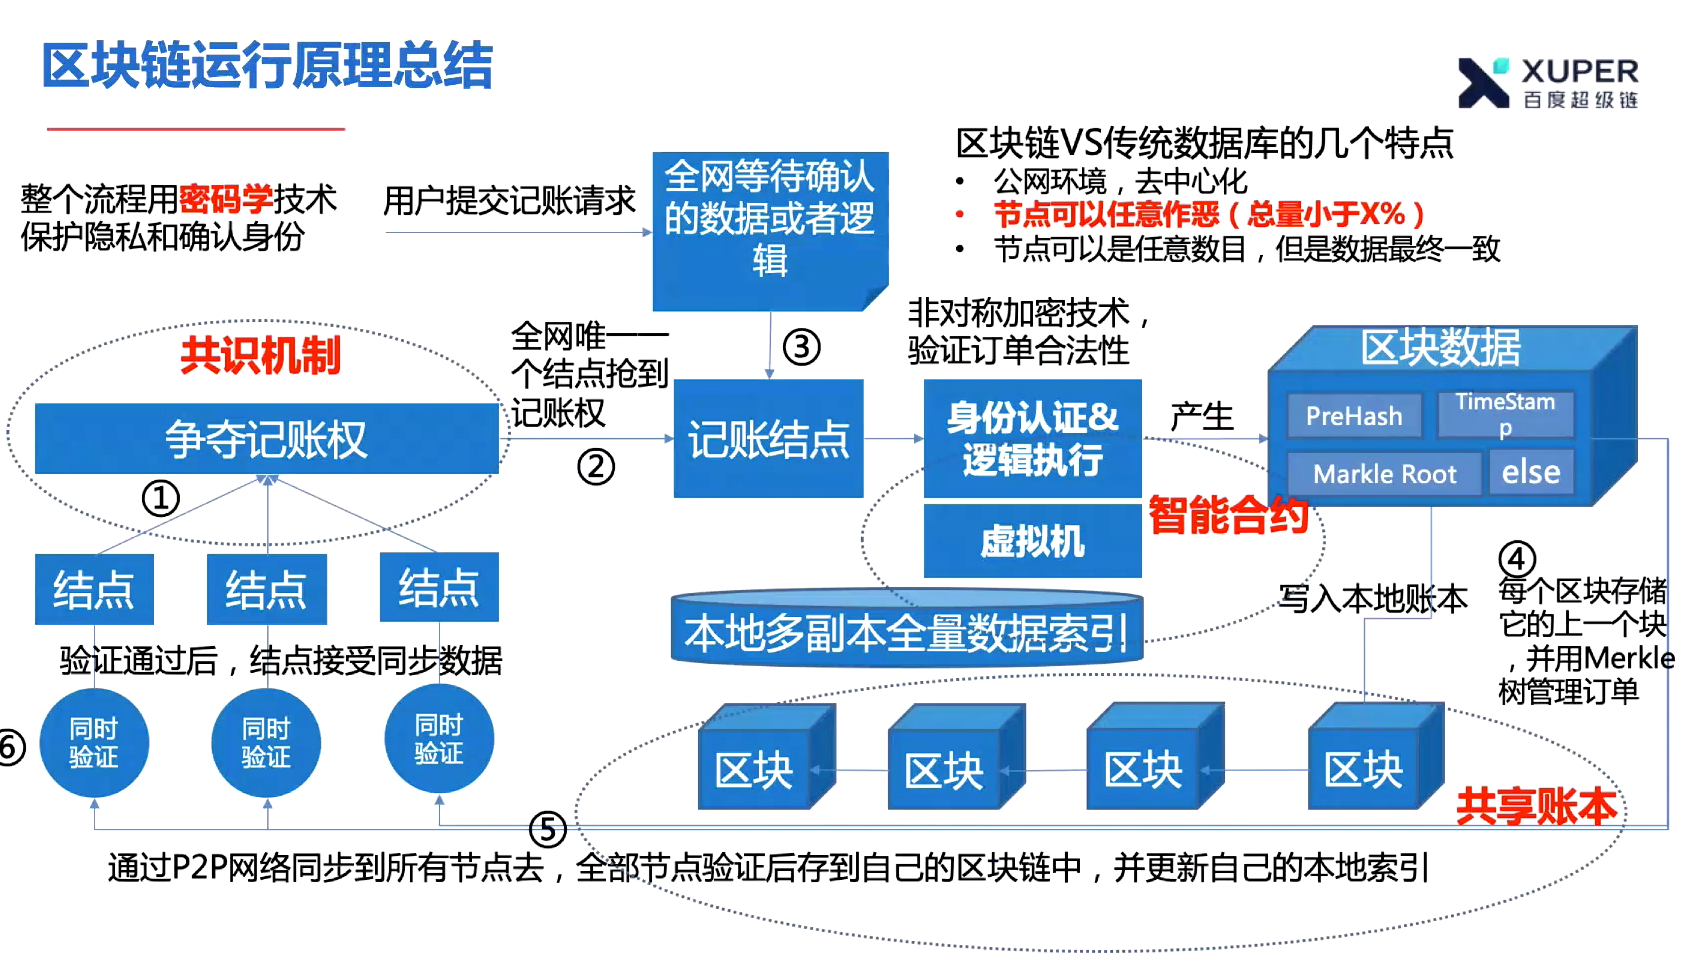 区块链运行原理总结
XUPER
百度超级链
整个流程用密码学技术
保护隐私和确认身份
用户提交记账请求
全网等待确认
的数据或者逻
辑
区块链VS传统数据库的几个特点
• 公网环境，去中心化
• 节点可以任意作恶（总量小于X%）
• 节点可以是任意数目，但是数据最终一致
共识机制
争夺记账权
①
全网唯一一
个结点抢到
记账权
②
③
记账结点
非对称加密技术，
验证订单合法性
身份认证&
逻辑执行
虚拟机
智能合约
产生
区块数据
PreHash
TimeStam
p
Markle Root
else
结点
结点
结点
验证通过后，结点接受同步数据
本地多副本全量数据索引
写入本地账本
④
每个区块存储
它的上一个块
，并用Merkle
树管理订单
⑥
同时
验证
同时
验证
同时
验证
区块
区块
区块
区块
共享账本
⑤
通过P2P网络同步到所有节点去，全部节点验证后存到自己的区块链中，并更新自己的本地索引